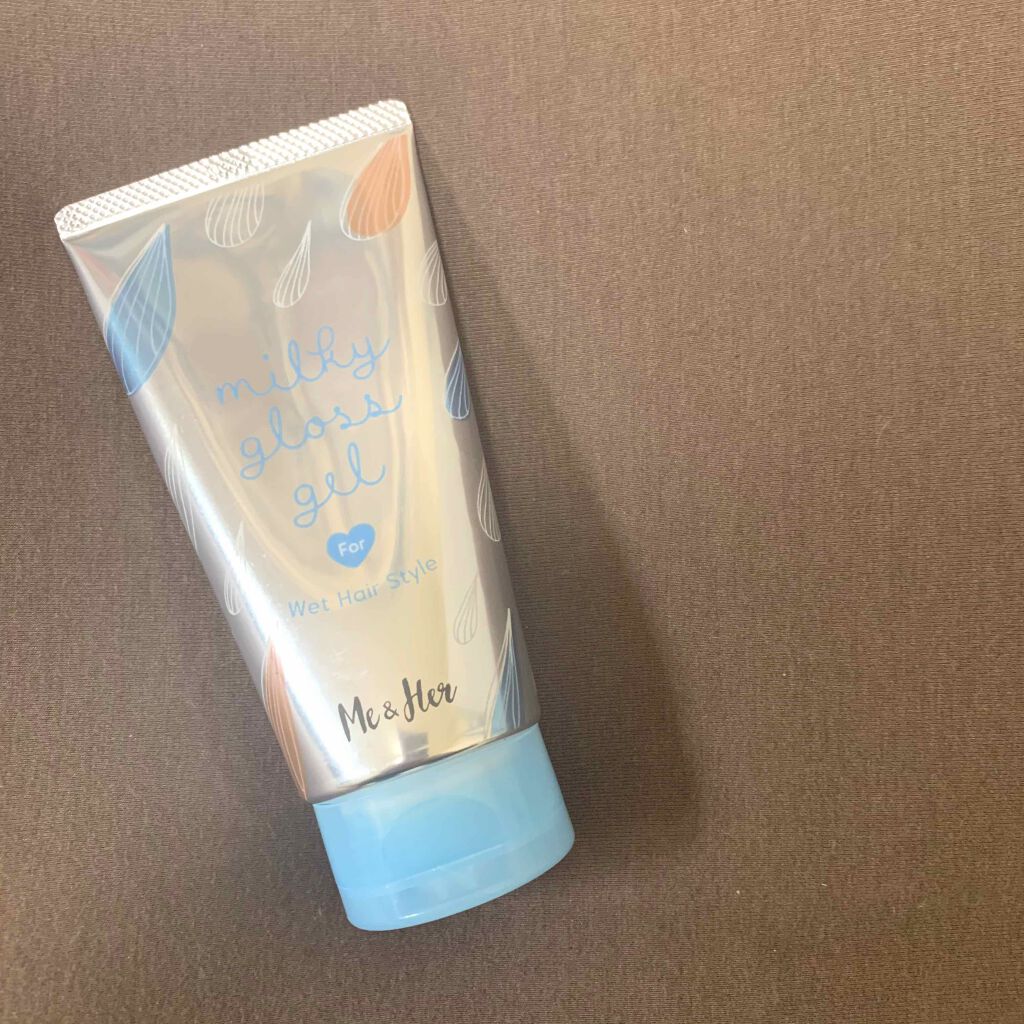 milky
gloss
gel
For
Wet Hair Style
Me & Her